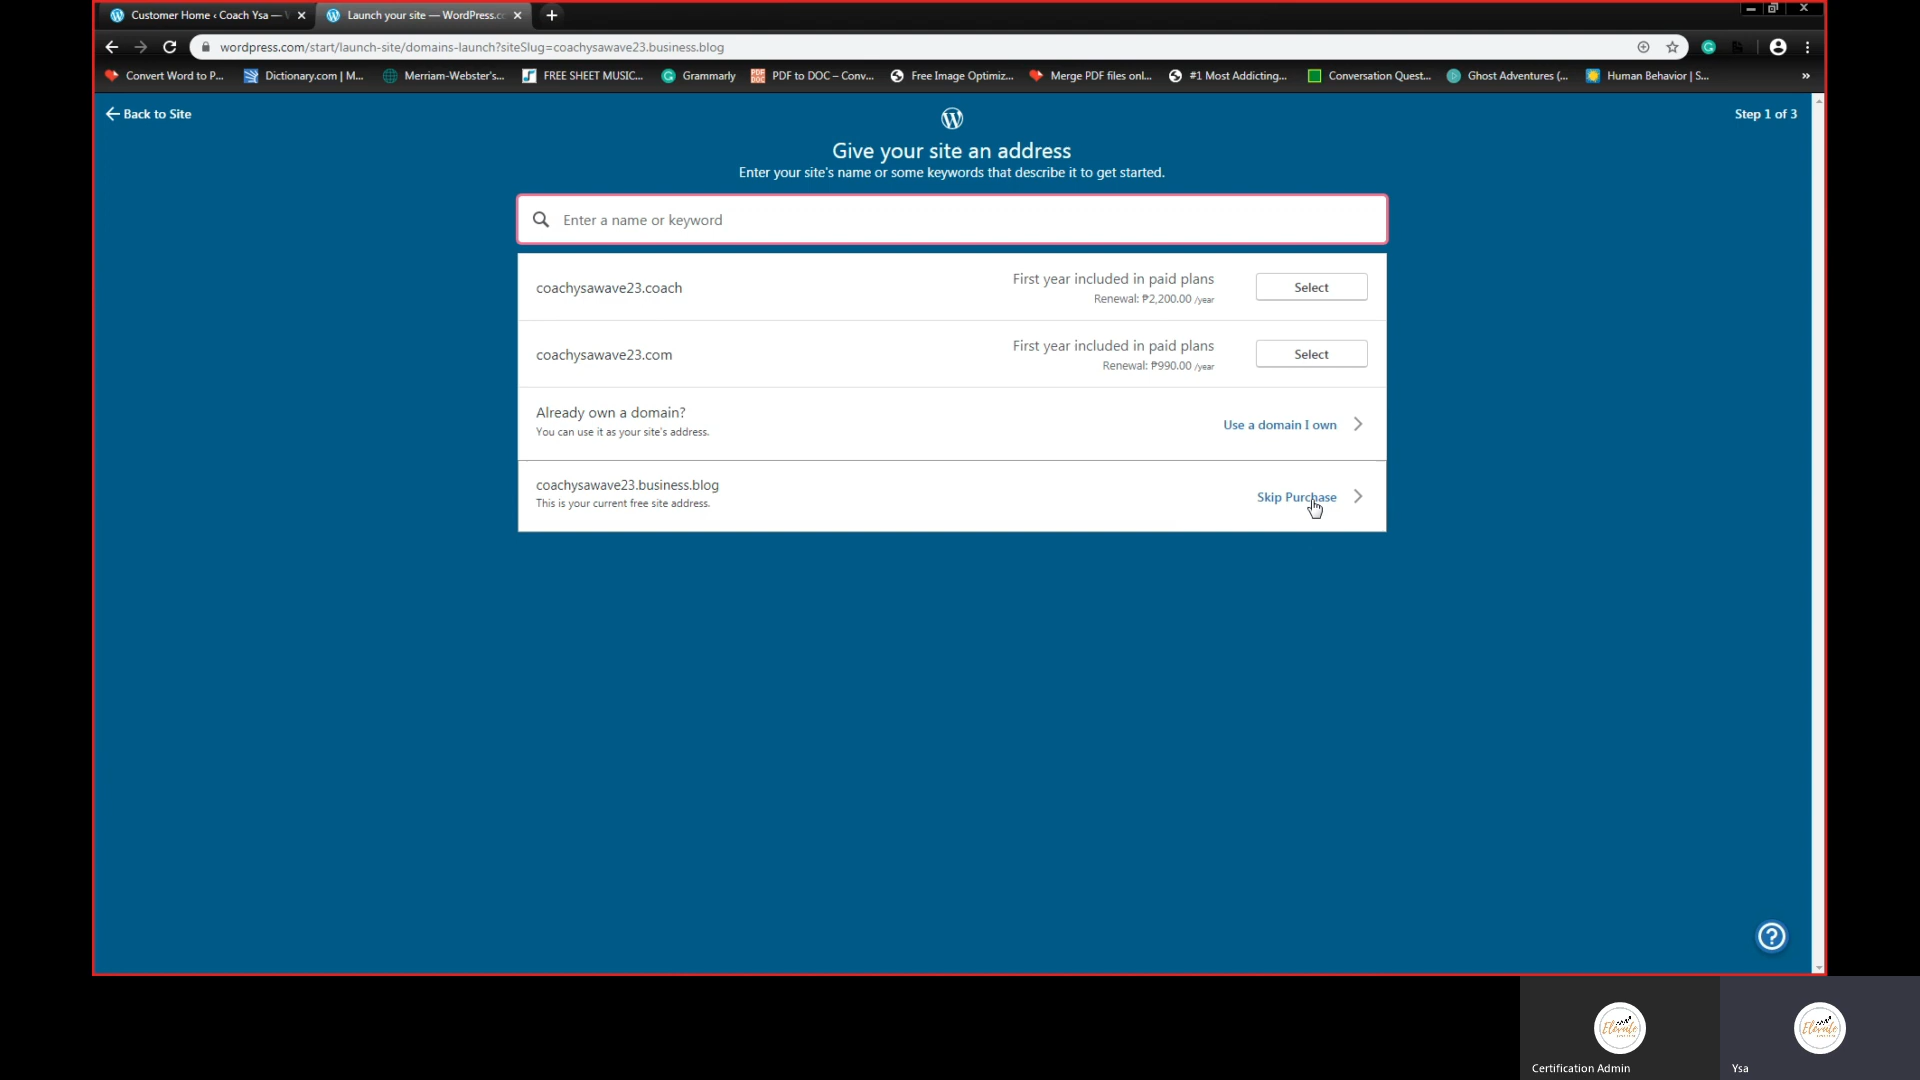 Customer Home ‹ Coach Ysa —
Launch your site — WordPress.c
wordpress.com/start/launch-site/domains-launch?siteSlug=coachysawave23.business.blog
Convert Word to P...
Dictionary.com | M...
Merriam-Webster's...
FREE SHEET MUSIC...
Grammarly
PDF to DOC – Conv...
Free Image Optimiz...
Merge PDF files onl...
#1 Most Addicting...
Conversation Quest...
Ghost Adventures (...
Human Behavior | S...
»
Back to Site
Step 1 of 3
Give your site an address
Enter your site's name or some keywords that describe it to get started.
Enter a name or keyword
coachysawave23.coach
First year included in paid plans
Renewal: ₱2,200.00 /year
Select
coachysawave23.com
First year included in paid plans
Renewal: ₱990.00 /year
Select
Already own a domain?
You can use it as your site's address.
Use a domain I own
coachysawave23.business.blog
This is your current free site address.
Skip Purchase
Elevate
Elevate
Certification Admin
Ysa